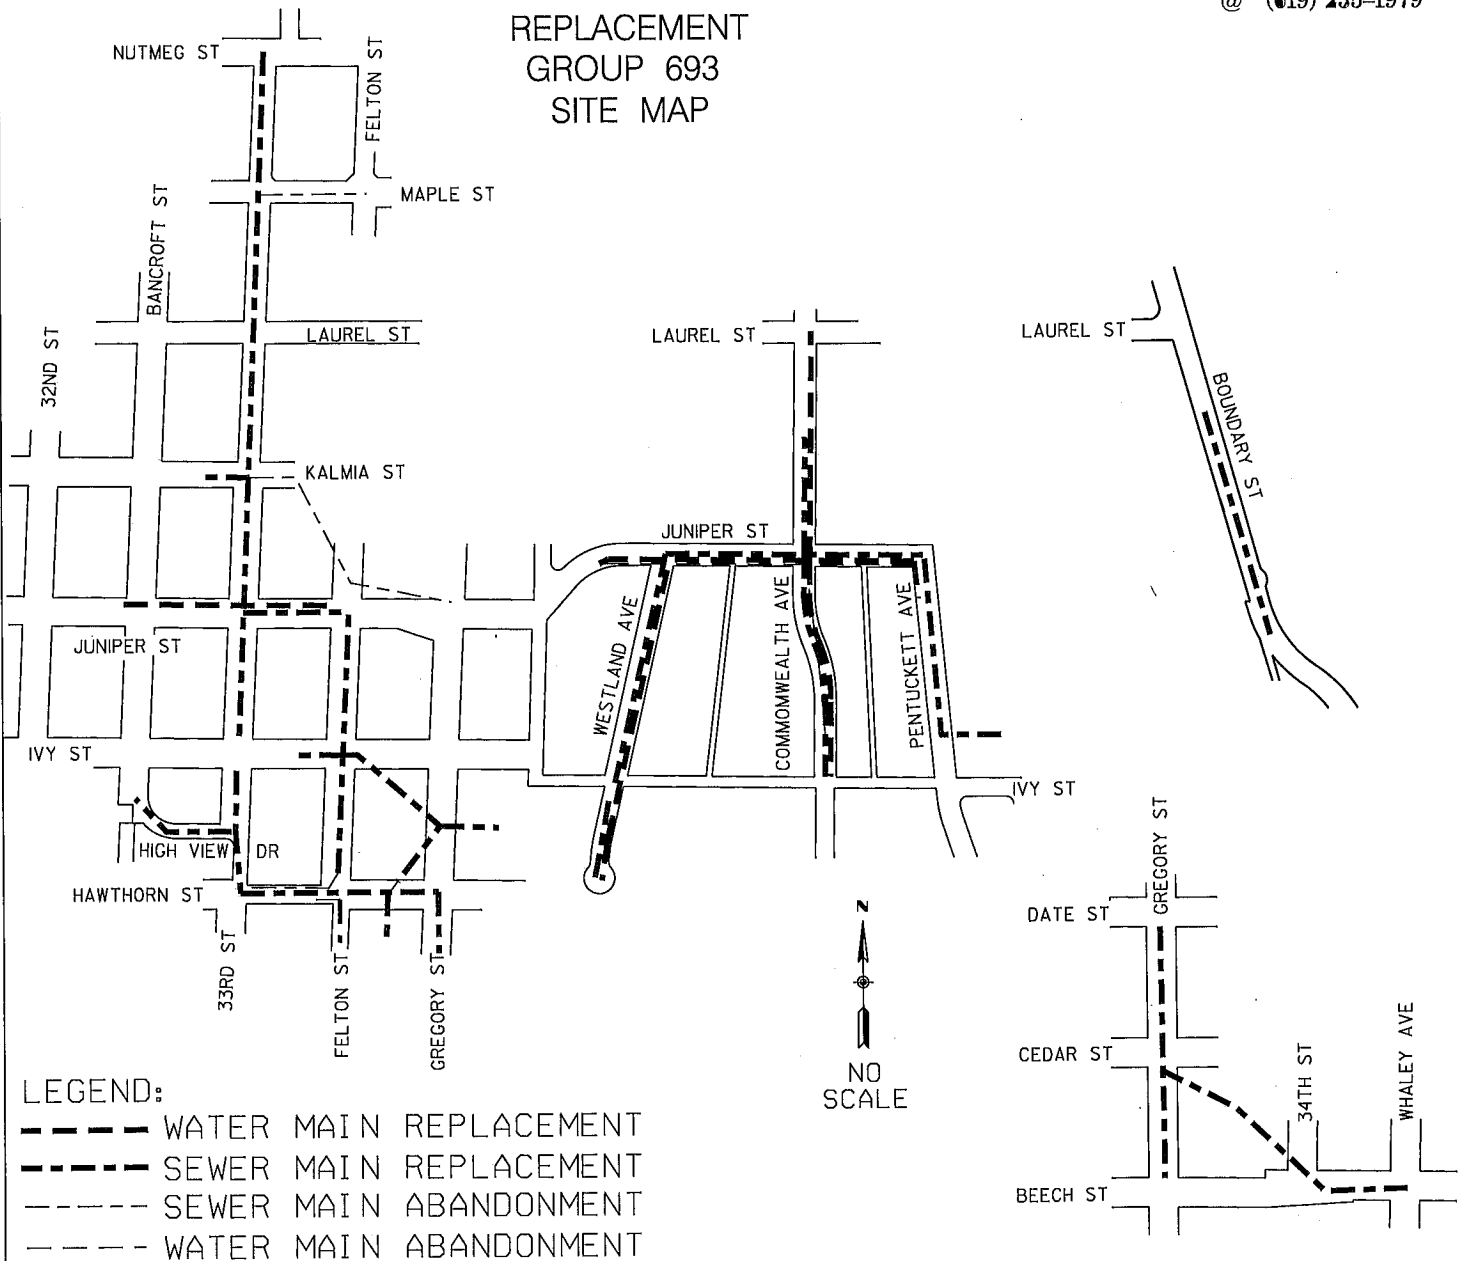 REPLACEMENT
GROUP 693
SITE MAP
NUTMEG ST
FELTON ST
MAPLE ST
BANCROFT ST
LAUREL ST
LAUREL ST
LAUREL ST
32ND ST
BOUNDARY ST
KALMIA ST
JUNIPER ST
JUNIPER ST
WESTLAND AVE
COMMOMWEALTH AVE
PENTUCKETT AVE
IVY ST
IVY ST
HIGH VIEW DR
HAWTHORN ST
33RD ST
FELTON ST
GREGORY ST
GREGORY ST
DATE ST
CEDAR ST
34TH ST
WHALEY AVE
BEECH ST
N
NO
SCALE
LEGEND:
WATER MAIN REPLACEMENT
SEWER MAIN REPLACEMENT
SEWER MAIN ABANDONMENT
WATER MAIN ABANDONMENT